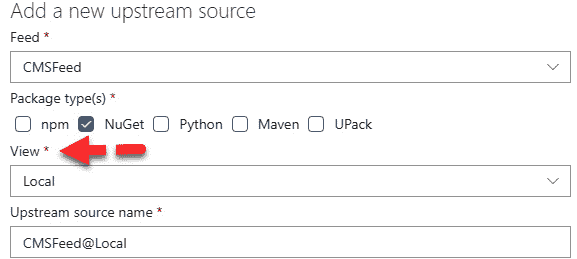 Add a new upstream source
Feed *
CMSFeed
Package type(s) *
npm NuGet Python Maven UPack
View *
Local
Upstream source name *
CMSFeed@Local